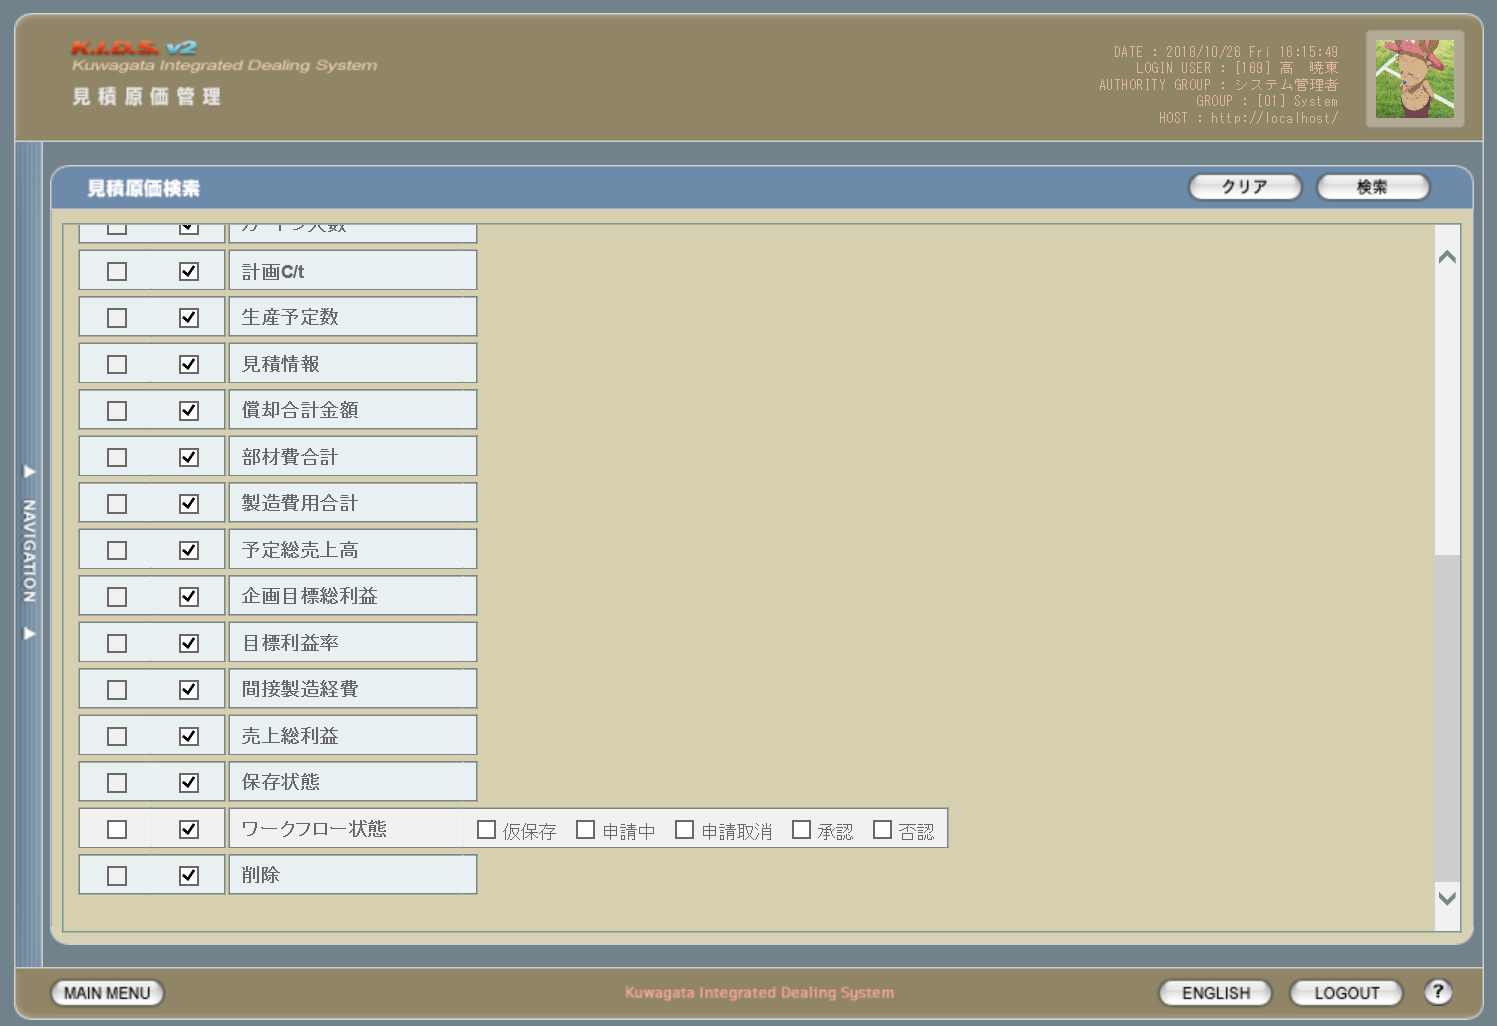 K.I.D.S. v2
Kuwagata Integrated Dealing System
見積原価管理
DATE : 2018/10/26 Fri 16:15:49
LOGIN USER : [169] 高　暁東
AUTHORITY GROUP : システム管理者
GROUP : [01] System
HOST : http://localhost/
見積原価検索
クリア
検索
計画C/t
生産予定数
見積情報
償却合計金額
部材費合計
製造費用合計
予定総売上高
企画目標総利益
目標利益率
間接製造経費
売上総利益
保存状態
ワークフロー状態 仮保存 申請中 申請取消 承認 否認
削除
NAVIGATION
MAIN MENU
Kuwagata Integrated Dealing System
ENGLISH
LOGOUT
?